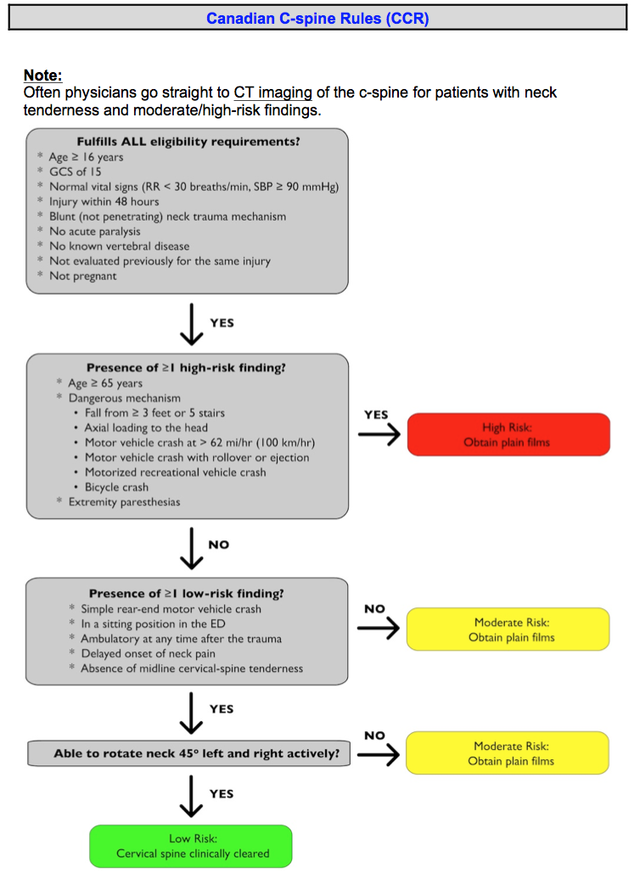 Canadian C-spine Rules (CCR)
Note:
Often physicians go straight to CT imaging of the c-spine for patients with neck
tenderness and moderate/high-risk findings.
Fulfills ALL eligibility requirements?
* Age ≥ 16 years
* GCS of 15
* Normal vital signs (RR < 30 breaths/min, SBP ≥ 90 mmHg)
* Injury within 48 hours
* Blunt (not penetrating) neck trauma mechanism
* No acute paralysis
* No known vertebral disease
* Not evaluated previously for the same injury
* Not pregnant
YES
Presence of ≥1 high-risk finding?
* Age ≥ 65 years
* Dangerous mechanism
• Fall from ≥ 3 feet or 5 stairs
• Axial loading to the head
• Motor vehicle crash at > 62 mi/hr (100 km/hr)
• Motor vehicle crash with rollover or ejection
• Motorized recreational vehicle crash
• Bicycle crash
* Extremity paresthesias
YES
High Risk:
Obtain plain films
NO
Presence of ≥1 low-risk finding?
* Simple rear-end motor vehicle crash
* In a sitting position in the ED
* Ambulatory at any time after the trauma
* Delayed onset of neck pain
* Absence of midline cervical-spine tenderness
NO
Moderate Risk:
Obtain plain films
YES
Able to rotate neck 45° left and right actively?
NO
Moderate Risk:
Obtain plain films
YES
Low Risk:
Cervical spine clinically cleared